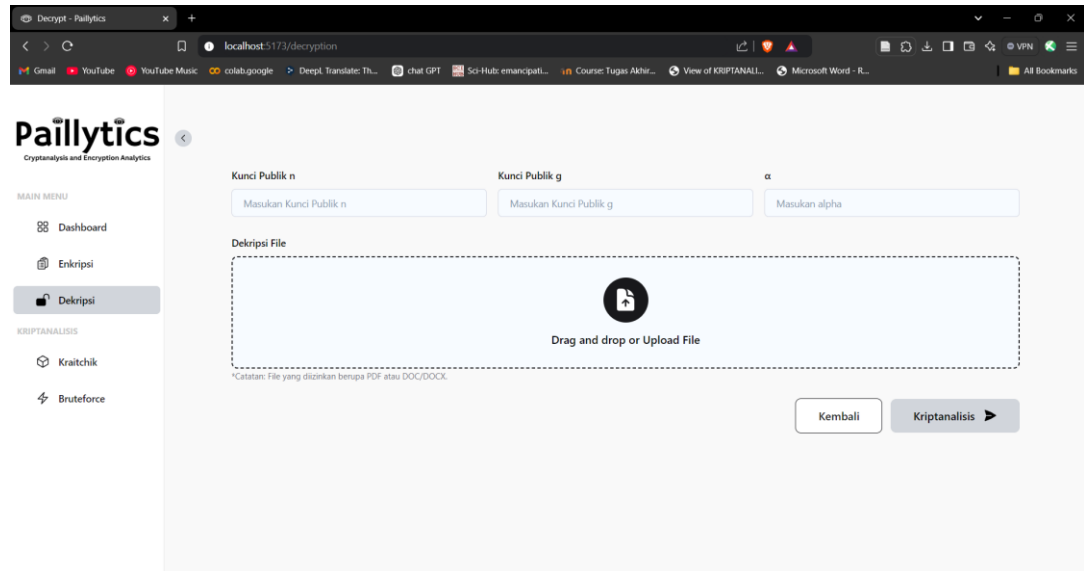 Decrypt - Paillytics
localhost:5173/decryption
VPN
Gmail YouTube YouTube Music colab.google DeepL Translate: Th... chat GPT Sci-Hub: emancipati... Course: Tugas Akhir... View of KRIPTANALI... Microsoft Word - R... All Bookmarks
Paillytics
Cryptanalysis and Encryption Analytics
MAIN MENU
Dashboard
Enkripsi
Dekripsi
KRIPTANALISIS
Kraitchik
Bruteforce
Kunci Publik n Kunci Publik g α
Masukan Kunci Publik n Masukan Kunci Publik g Masukan alpha
Dekripsi File
Drag and drop or Upload File
*Catatan: File yang diizinkan berupa PDF atau DOC/DOCX.
Kembali Kriptanalisis